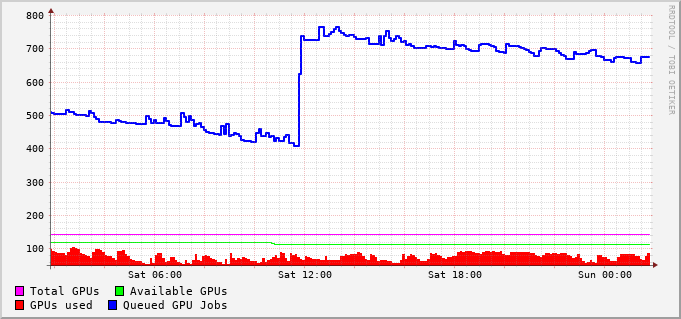 800
700
600
500
400
300
200
100
Sat 06:00 Sat 12:00 Sat 18:00 Sun 00:00
Total GPUs Available GPUs
GPUs used Queued GPU Jobs
RRDTOOL / TOBI OETIKER